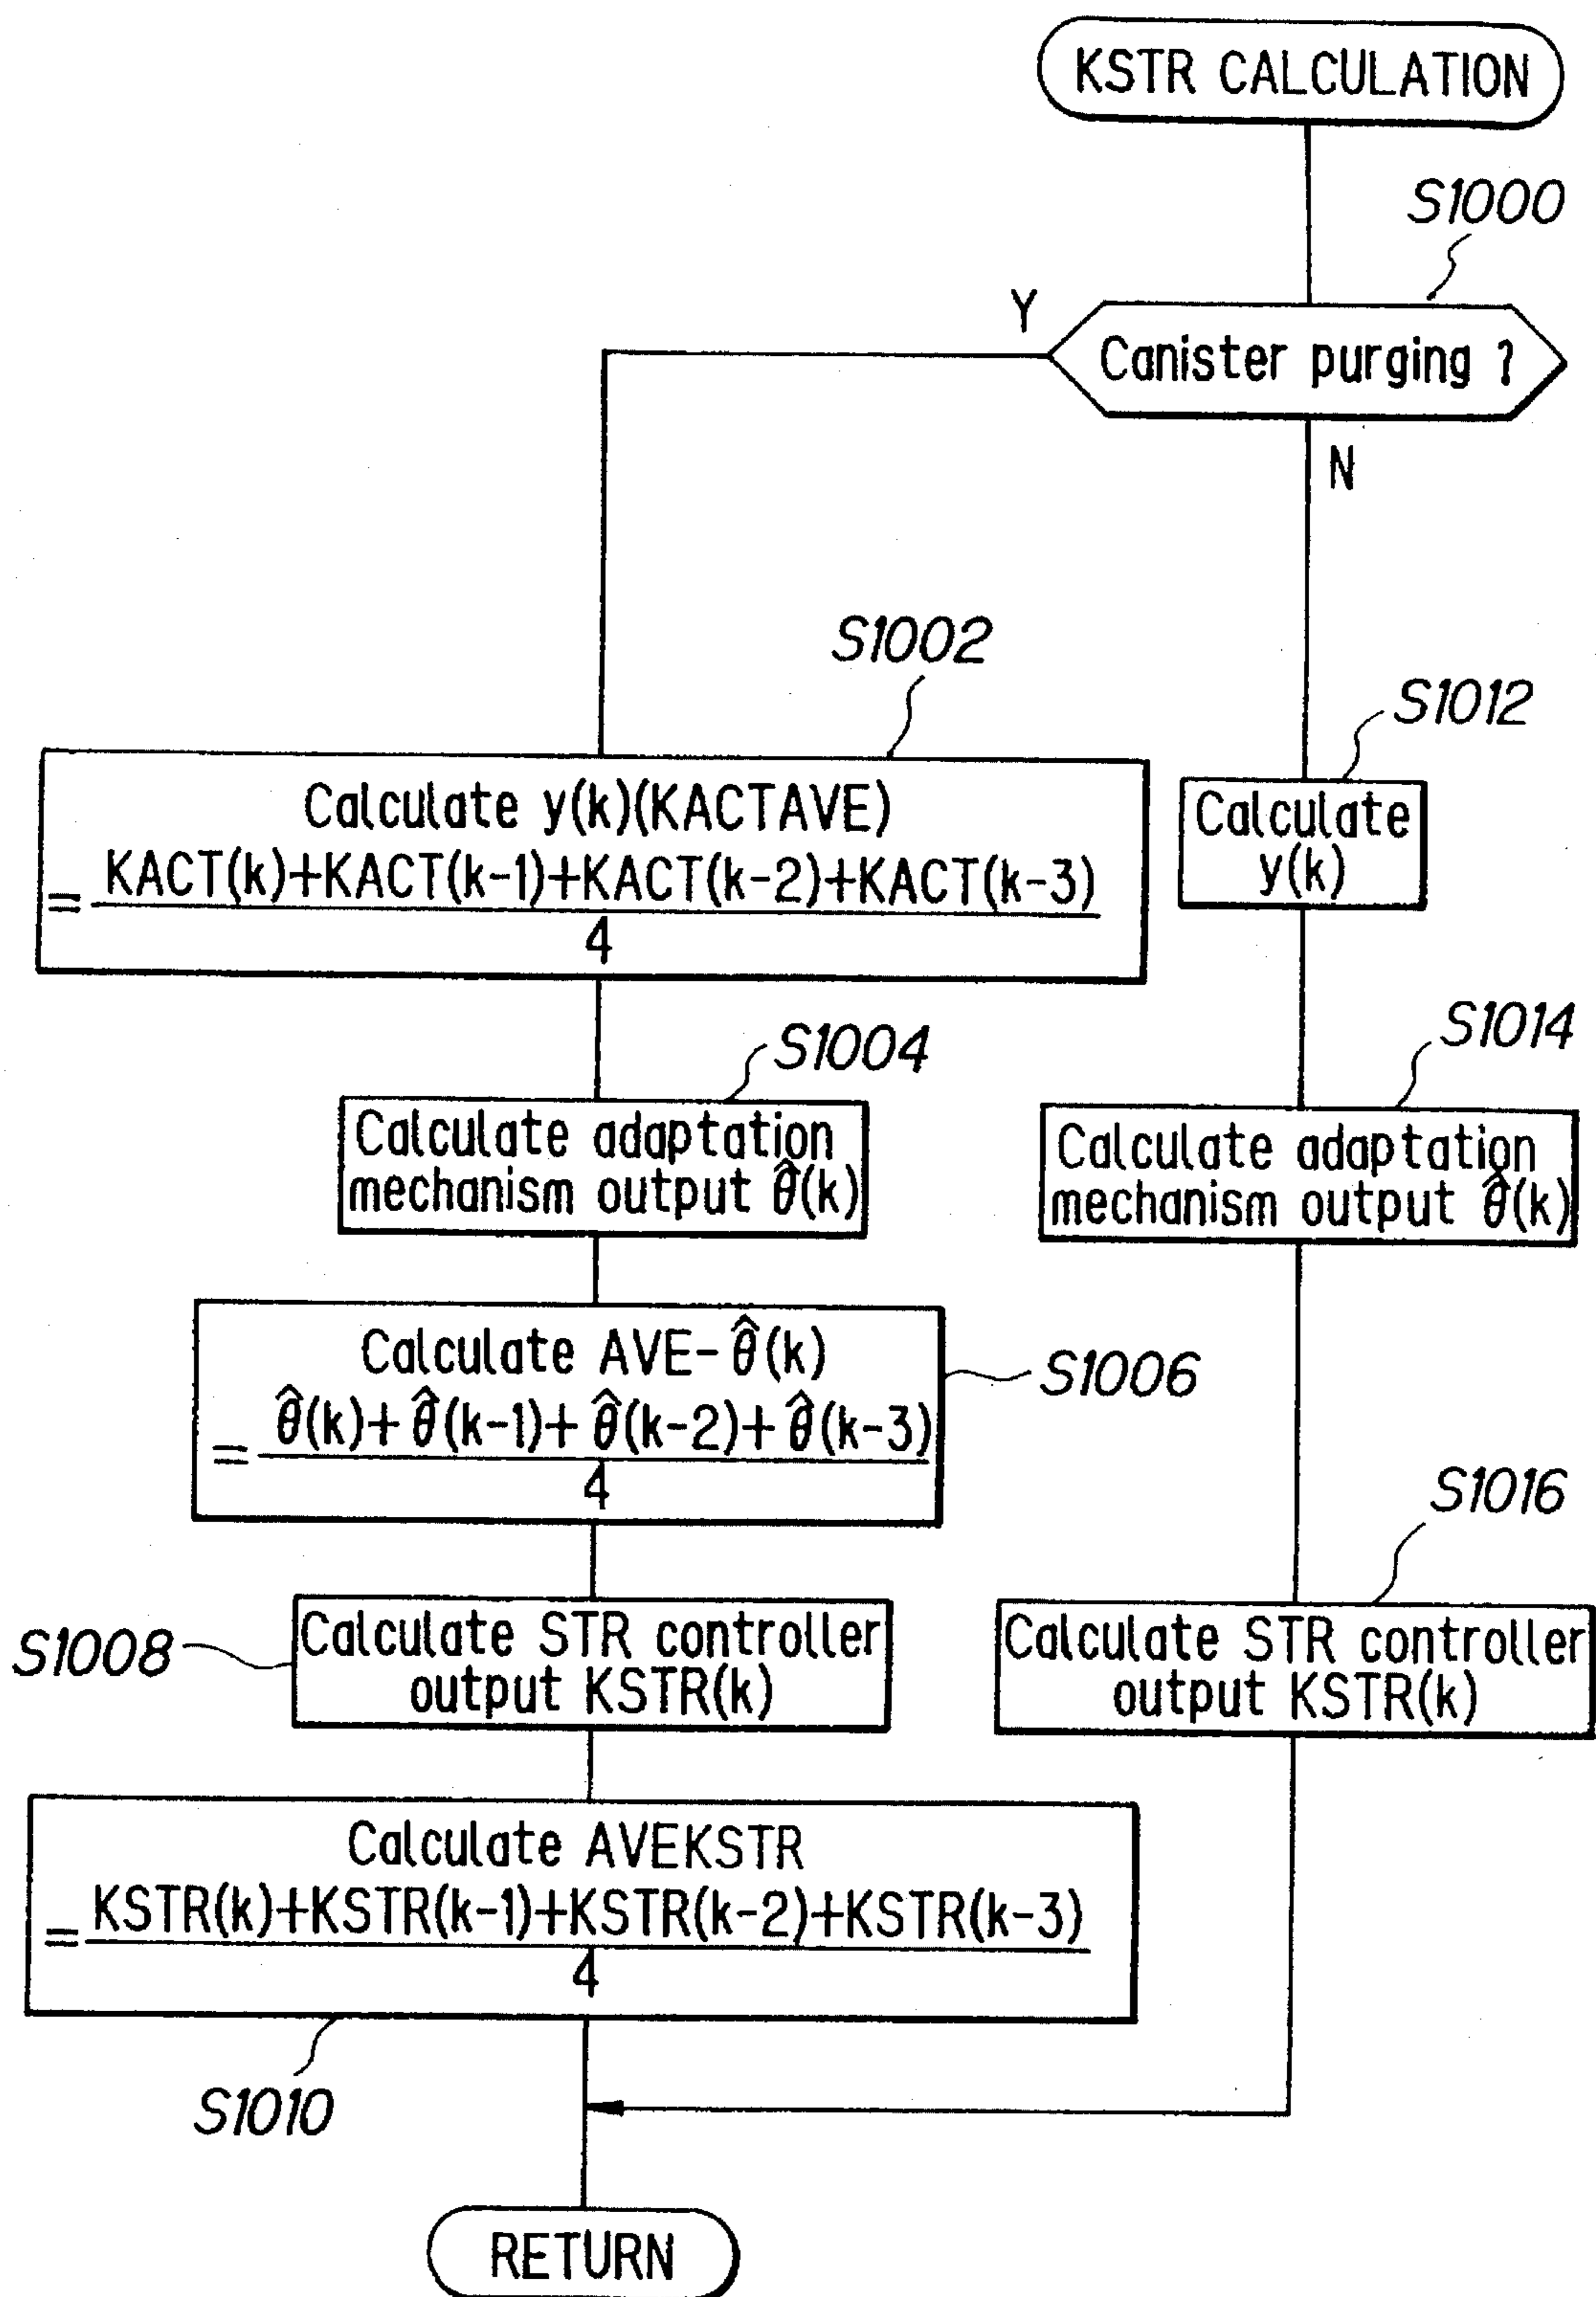 KSTR CALCULATION
S1000
Y
Canister purging ?
N
S1002
Calculate y(k)(KACTAVE)
= KACT(k)+KACT(k-1)+KACT(k-2)+KACT(k-3)
4
S1012
Calculate
y(k)
S1004
Calculate adaptation
mechanism output θ̂(k)
S1014
Calculate adaptation
mechanism output θ̂(k)
S1006
Calculate AVE-θ̂(k)
= θ̂(k)+θ̂(k-1)+θ̂(k-2)+θ̂(k-3)
4
S1008
Calculate STR controller
output KSTR(k)
S1016
Calculate STR controller
output KSTR(k)
Calculate AVEKSTR
= KSTR(k)+KSTR(k-1)+KSTR(k-2)+KSTR(k-3)
4
S1010
RETURN